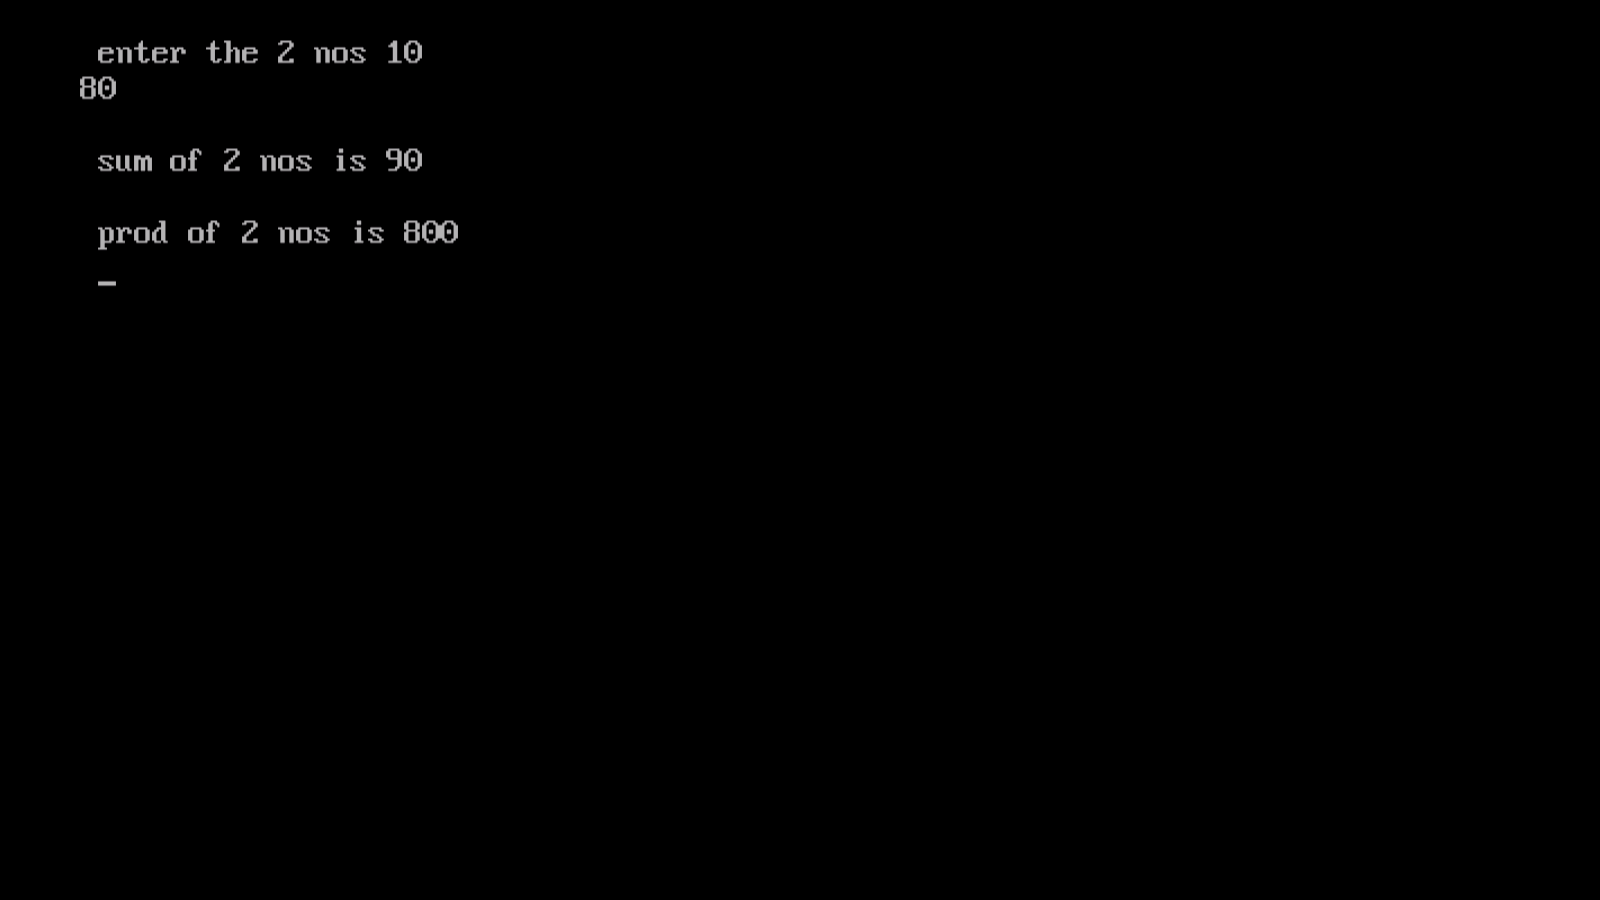 enter the 2 nos 10
80
sum of 2 nos is 90
prod of 2 nos is 800